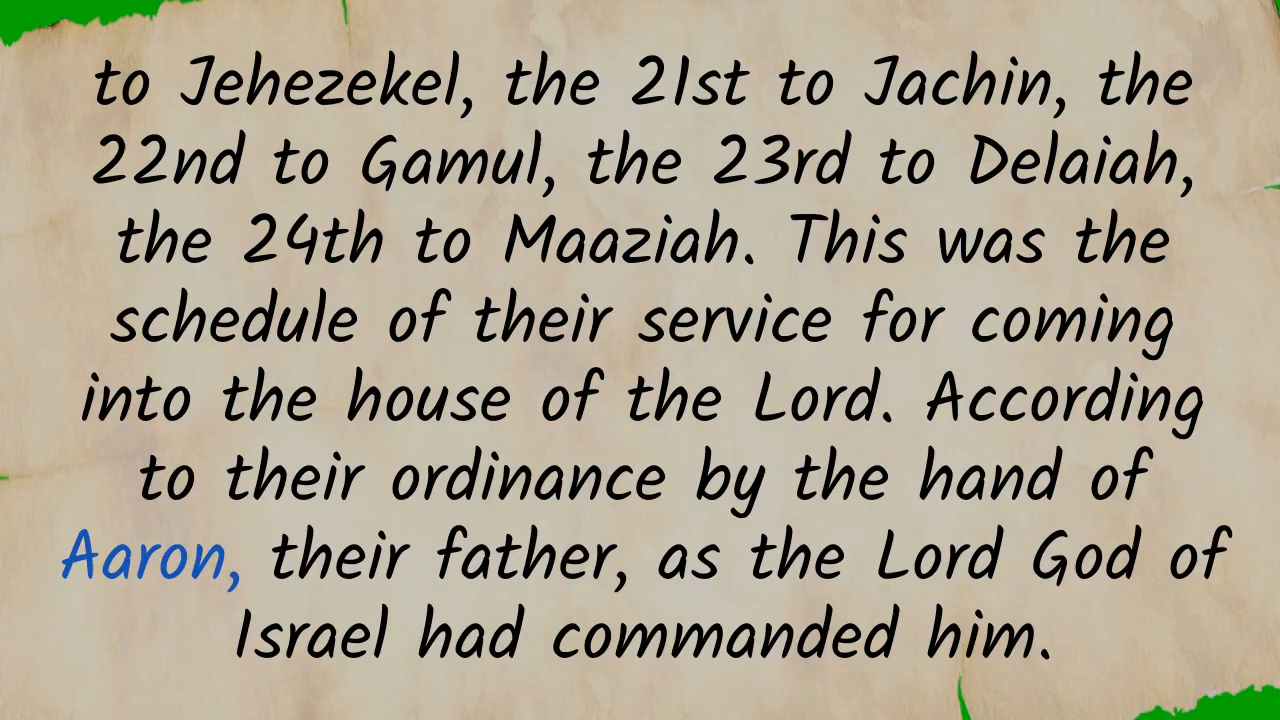 to Jehezekel, the 21st to Jachin, the
22nd to Gamul, the 23rd to Delaiah,
the 24th to Maaziah. This was the
schedule of their service for coming
into the house of the Lord. According
to their ordinance by the hand of
Aaron, their father, as the Lord God of
Israel had commanded him.